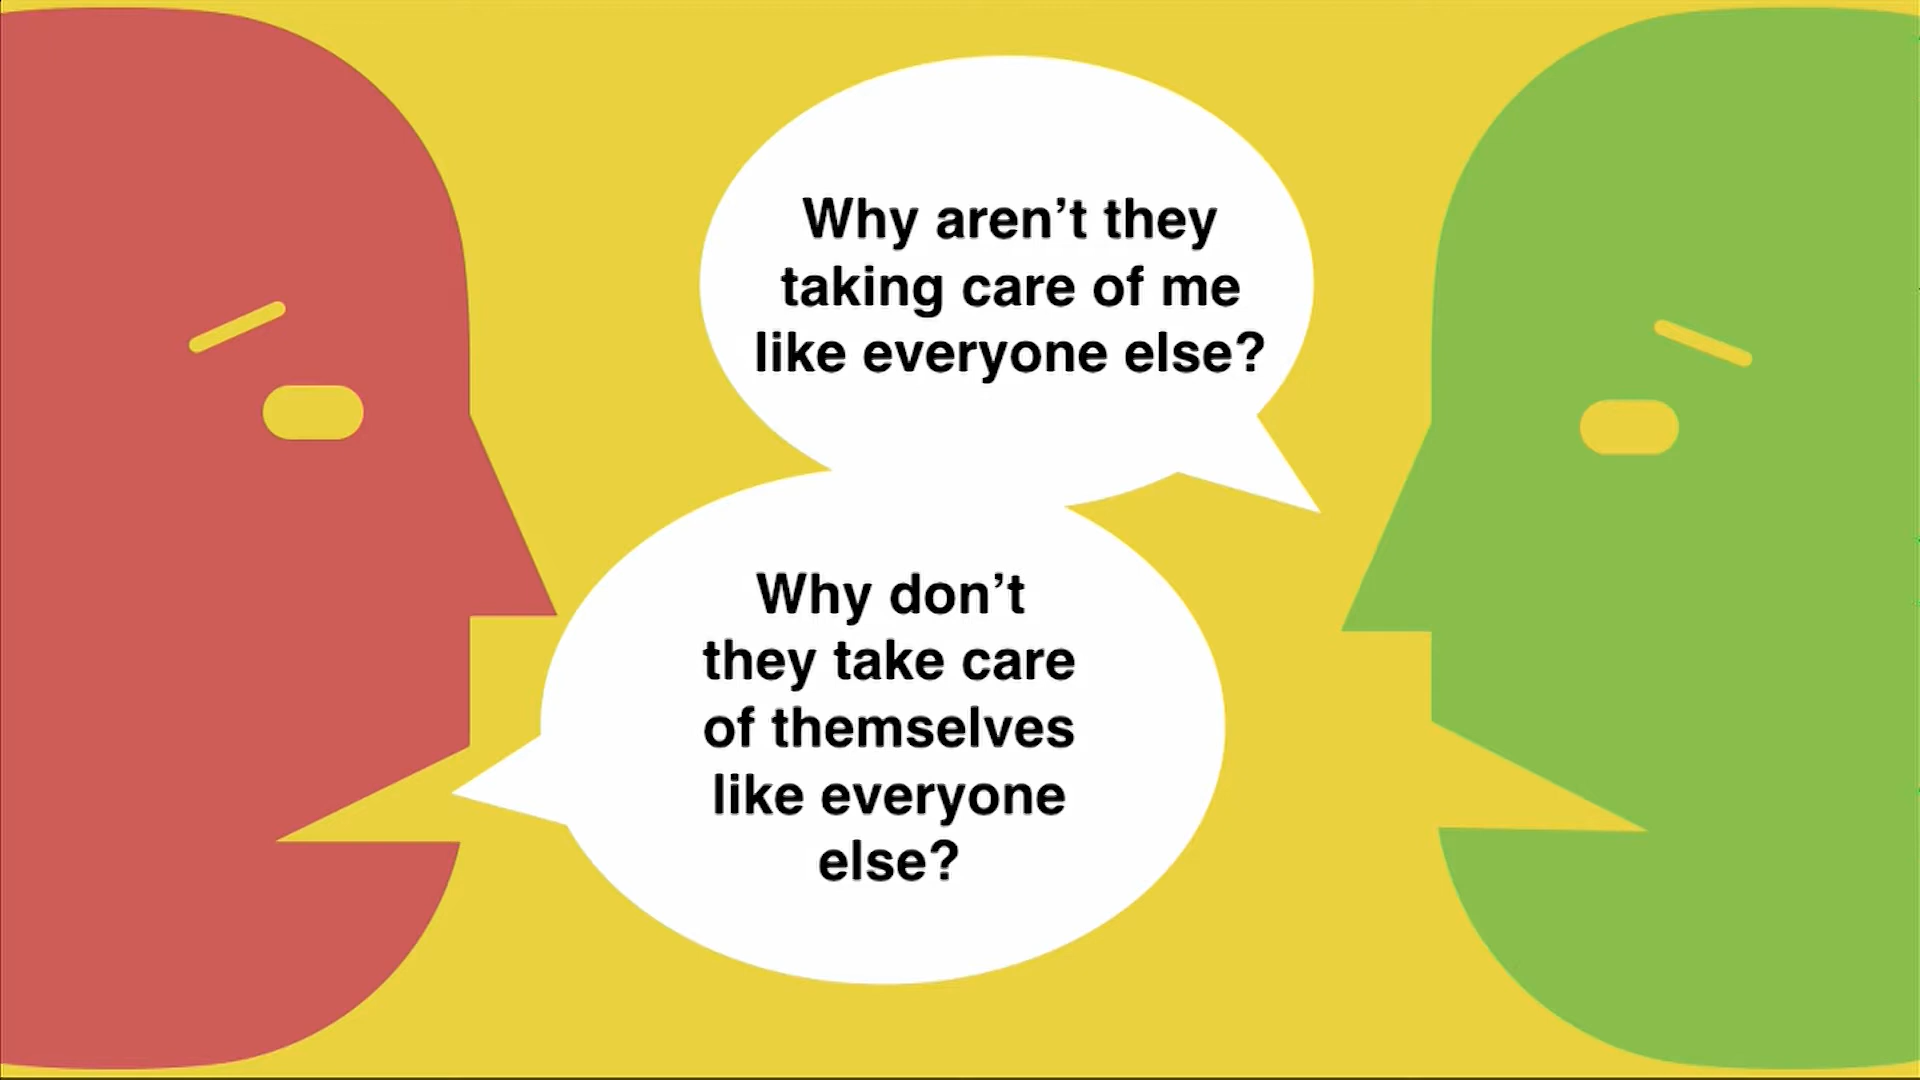 Why aren’t they
taking care of me
like everyone else?
Why don’t
they take care
of themselves
like everyone
else?